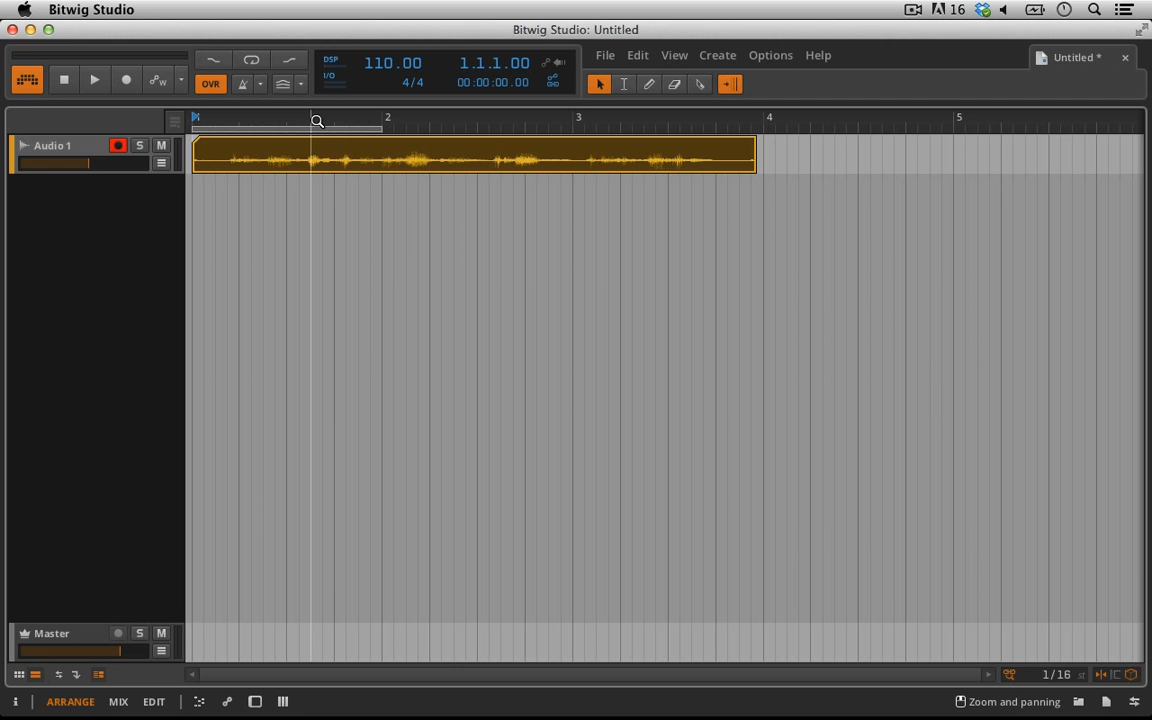 Bitwig Studio 16
Bitwig Studio: Untitled
DSP 110.00 1.1.1.00
I/O 4/4 00:00:00.00
File Edit View Create Options Help
Untitled *
OVR
2 3 4 5
Audio 1 S M
Master S M
1/16 st
i ARRANGE MIX EDIT Zoom and panning